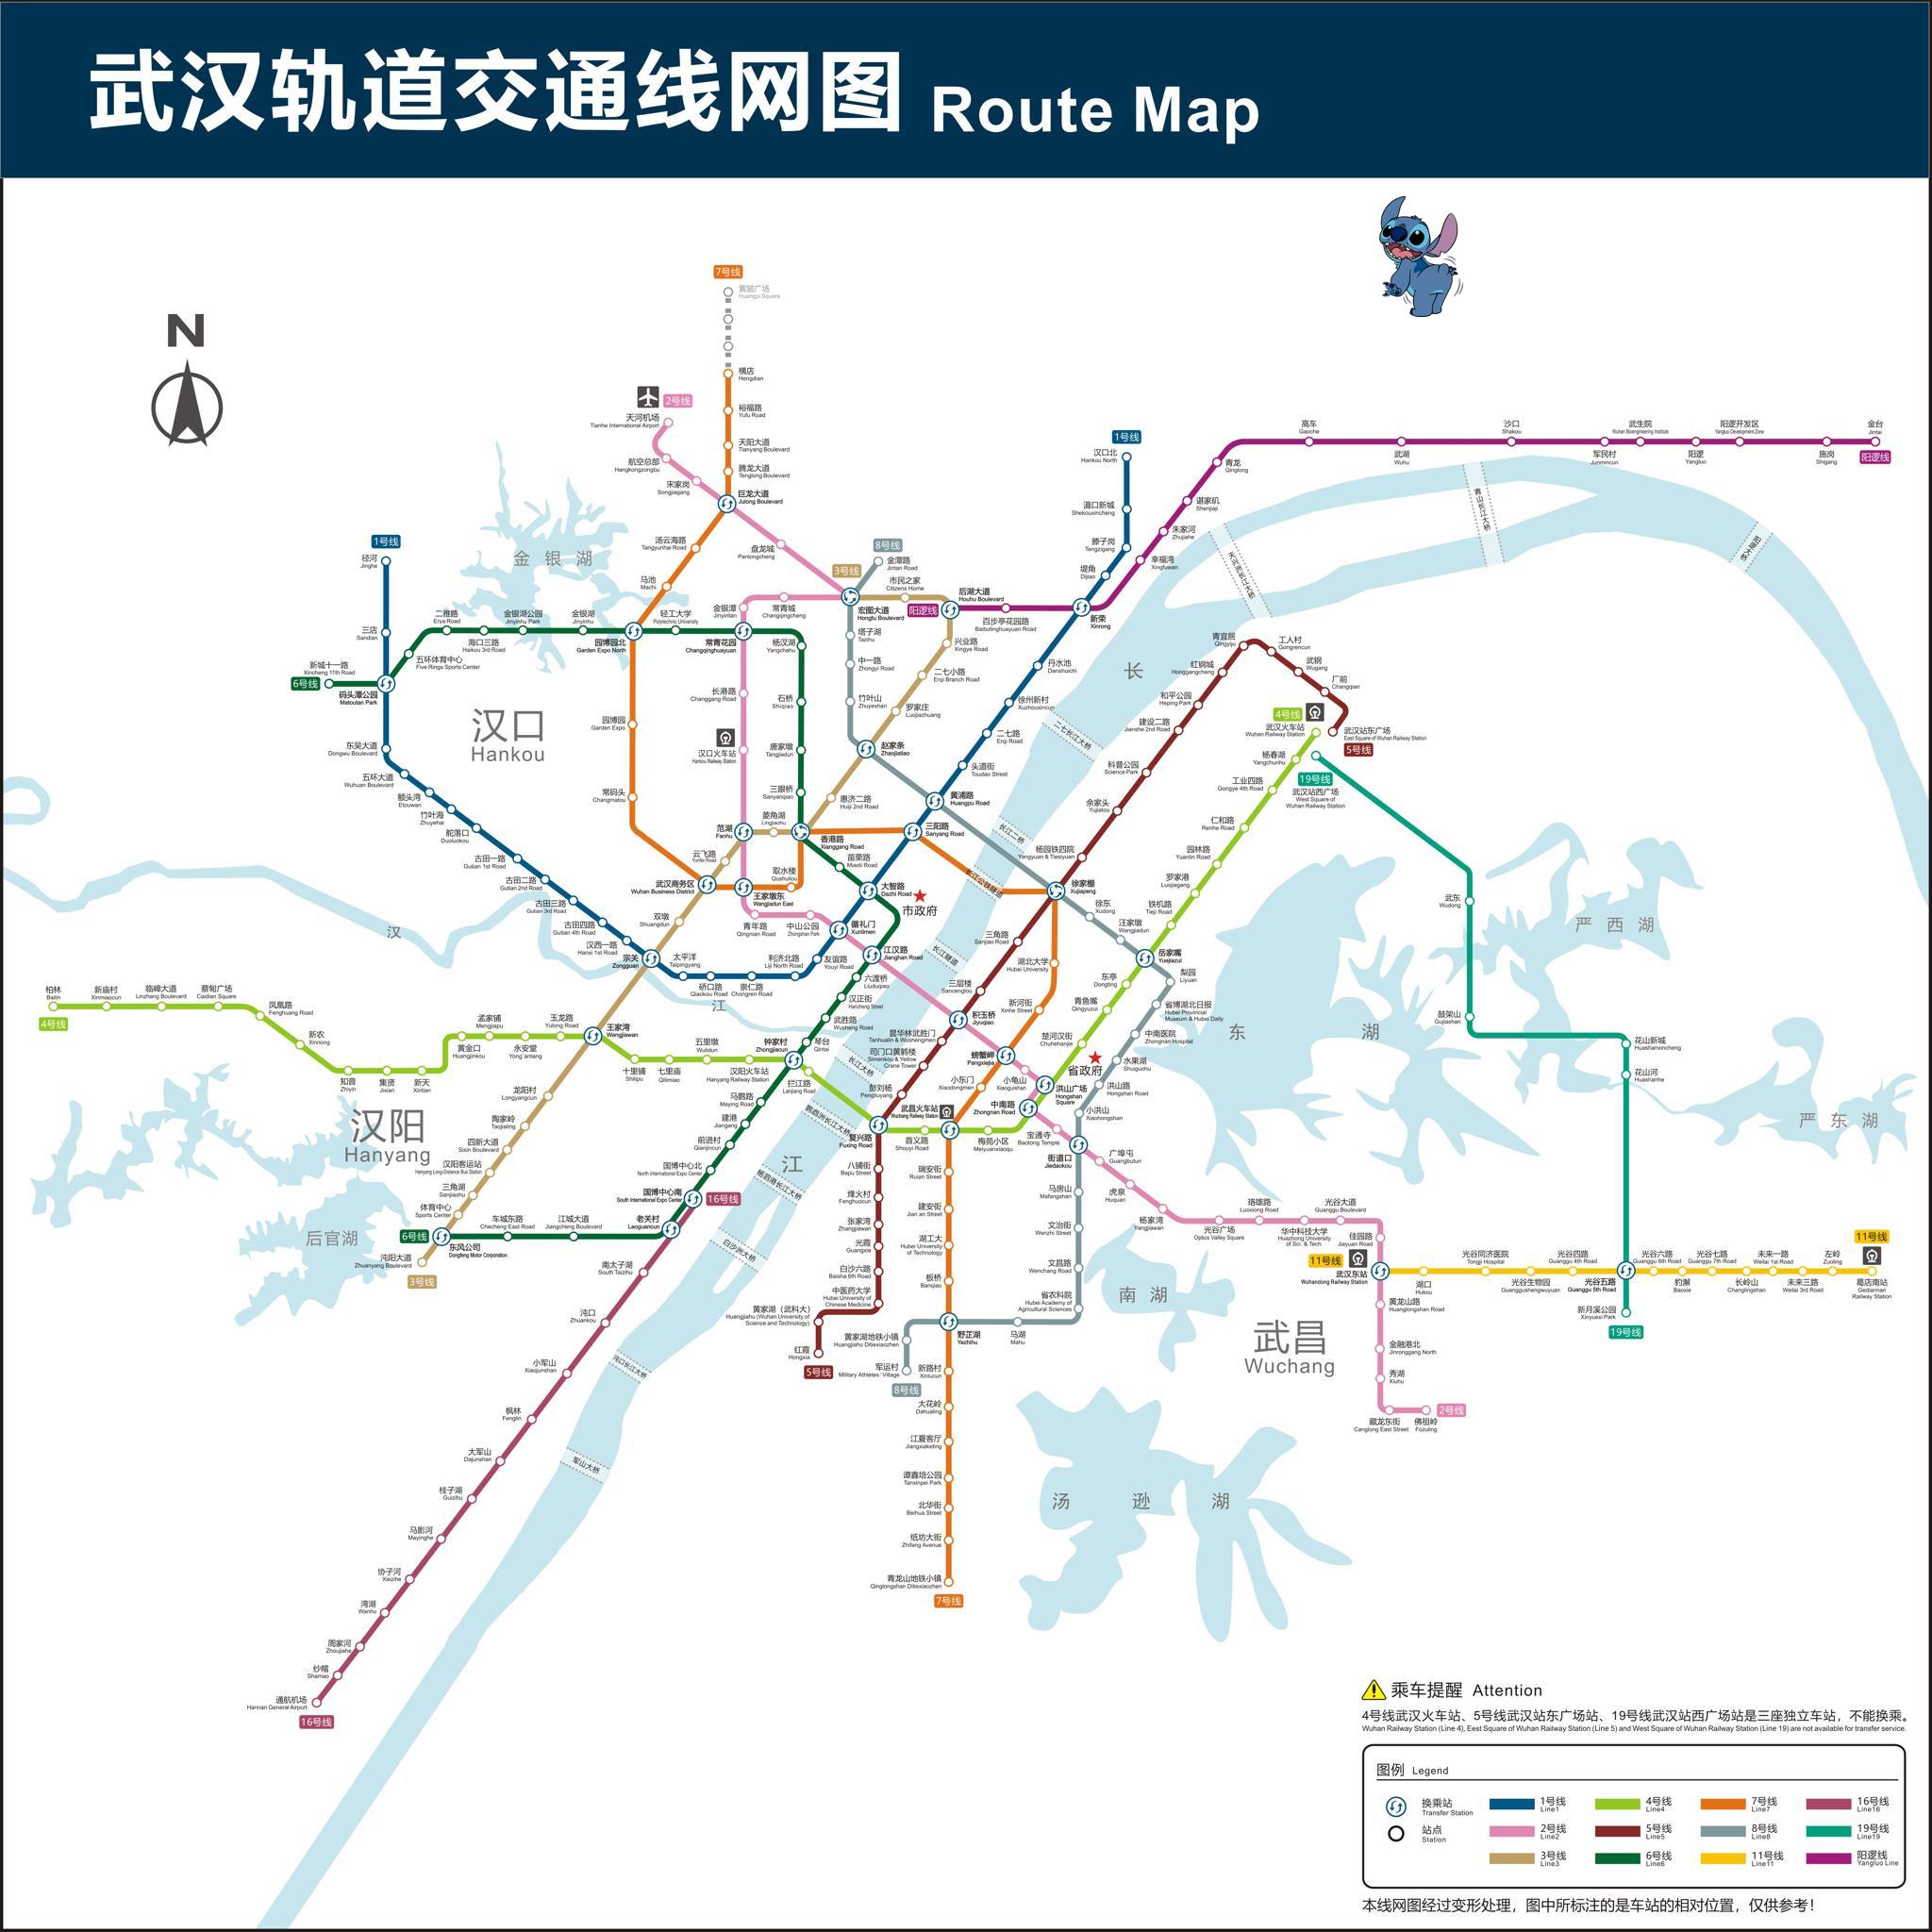 武汉轨道交通线网图 Route Map
N
7号线
黄陂广场
Huangpi Square
横店
Hengdian
裕福路
Yufu Road
天阳大道
Tianyang Boulevard
腾龙大道
Tenglong Boulevard
巨龙大道
Julong Boulevard
2号线
天河机场
Tianhe International Airport
航空总部
Hangkongzongbu
宋家岗
Songjiagang
汤云海路
Tangyunhai Road
盘龙城
Panlongcheng
马池
Machi
8号线
金潭路
Jintan Road
3号线
市民之家
Citizens Home
宏图大道
Hongtu Boulevard
阳逻线
后湖大道
Houhu Boulevard
百步亭花园路
Baibutinghuayuan Road
新荣
Xinrong
1号线
汉口北
Hankou North
滠口新城
Shekouxincheng
滕子岗
Tengzigang
堤角
Dijiao
青龙
Qinglong
谌家矶
Shenjiaji
朱家河
Zhujiahe
幸福湾
Xingfuwan
高车
Gaoche
武湖
Wuhu
沙口
Shakou
军民村
Junmincun
武生院
Wuhan Bioengineering Institute
阳逻
Yangluo
阳逻开发区
Yangluo Development Zone
施岗
Shigang
金台
Jintai
阳逻线
青山长江大桥
天兴洲长江大桥
阳逻大桥
1号线
径河
Jinghe
三店
Sandian
金银湖
二雅路
Erya Road
海口三路
Haikou 3rd Road
金银湖公园
Jinyinhu Park
金银湖
Jinyinhu
园博园北
Garden Expo North
轻工大学
Polytechnic University
金银潭
Jinyintan
常青城
Changqingcheng
常青花园
Changqinghuayuan
杨汊湖
Yangchahu
五环体育中心
Five Rings Sports Center
6号线
新城十一路
Xincheng 11th Road
码头潭公园
Matoutan Park
东吴大道
Dongwu Boulevard
五环大道
Wuhuan Boulevard
额头湾
Etouwan
竹叶海
Zhuyehai
舵落口
Duoluokou
古田一路
Gutian 1st Road
古田二路
Gutian 2nd Road
古田三路
Gutian 3rd Road
古田四路
Gutian 4th Road
汉西一路
Hanxi 1st Road
宗关
Zongguan
太平洋
Taipingyang
硚口路
Qiaokou Road
崇仁路
Chongren Road
利济北路
Liji North Road
友谊路
Youyi Road
循礼门
Xunlimen
大智路
Dazhi Road
三阳路
Sanyang Road
黄浦路
Huangpu Road
头道街
Toudao Street
二七路
Erqi Road
徐州新村
Xuzhouxincun
丹水池
Danshuichi
汉口
Hankou
园博园
Garden Expo
常码头
Changmatou
武汉商务区
Wuhan Business District
长港路
Changgang Road
汉口火车站
Hankou Railway Station
范湖
Fanhu
菱角湖
Lingjiaohu
云飞路
Yunfei Road
王家墩东
Wangjiadun East
取水楼
Qushuilou
石桥
Shiqiao
唐家墩
Tangjiadun
三眼桥
Sanyanqiao
香港路
Xianggang Road
惠济二路
Huiji 2nd Road
赵家条
Zhaojiatiao
罗家庄
Luojiazhuang
二七小路
Erqi Branch Road
兴业路
Xingye Road
塔子湖
Tazihu
中一路
Zhongyi Road
竹叶山
Zhuyeshan
苗栗路
Miaoli Road
双墩
Shuangdun
青年路
Qingnian Road
中山公园
Zhongshan Park
市政府
江汉路
Jianghan Road
六渡桥
Liuduqiao
汉正街
Hanzheng Street
武胜路
Wusheng Road
琴台
Qintai
钟家村
Zhongjiacun
汉
江
长
江
二七长江大桥
长江二桥
长江公铁隧道
长江隧道
长江大桥
鹦鹉洲长江大桥
杨泗港长江大桥
白沙洲大桥
沌口长江大桥
军山大桥
青宜居
Qingyiju
工人村
Gongrencun
武钢
Wugang
厂前
Changqian
红钢城
Honggangcheng
和平公园
Heping Park
建设二路
Jianshe 2nd Road
科普公园
Science Park
余家头
Yujiatou
杨园铁四院
Yangyuan & Tiesiyuan
徐家棚
Xujiapeng
武汉站东广场
East Square of Wuhan Railway Station
5号线
4号线
武汉火车站
Wuhan Railway Station
杨春湖
Yangchunhu
19号线
武汉站西广场
West Square of
Wuhan Railway Station
工业四路
Gongye 4th Road
仁和路
Renhe Road
园林路
Yuanlin Road
罗家港
Luojiagang
铁机路
Tieji Road
徐东
Xudong
汪家墩
Wangjiadun
岳家嘴
Yuejiazui
梨园
Liyuan
东亭
Dongting
青鱼嘴
Qingyuzui
楚河汉街
Chuhehanjie
省博湖北日报
Hubei Provincial
Museum & Hubei Daily
中南医院
Zhongnan Hospital
水果湖
Shuiguohu
洪山路
Hongshan Road
小洪山
Xiaohongshan
省政府
洪山广场
Hongshan
Square
中南路
Zhongnan Road
三角路
Sanjiao Road
湖北大学
Hubei University
三层楼
Sancenglou
新河街
Xinhe Street
积玉桥
Jiyuqiao
昙华林武胜门
Tanhualin & Wushengmen
司门口黄鹤楼
Simenkou & Yellow
Crane Tower
螃蟹岬
Pangxiejia
小龟山
Xiaoguishan
小东门
Xiaodongmen
彭刘杨
Pengliuyang
武昌火车站
Wuchang Railway Station
复兴路
Fuxing Road
首义路
Shouyi Road
梅苑小区
Meiyuanxiaoqu
宝通寺
Baotong Temple
街道口
Jiedaokou
广埠屯
Guangbutun
虎泉
Huquan
杨家湾
Yangjiawan
光谷广场
Optics Valley Square
珞雄路
Luoxiong Road
华中科技大学
Huazhong University
of Sci. & Tech.
光谷大道
Guanggu Boulevard
佳园路
Jiayuan Road
东湖
严西湖
严东湖
武东
Wudong
鼓架山
Gujiashan
花山新城
Huashanxincheng
花山河
Huashanhe
4号线
柏林
Bailin
新庙村
Xinmiaocun
临嶂大道
Linzhang Boulevard
蔡甸广场
Caidian Square
凤凰路
Fenghuang Road
新农
Xinnong
知音
Zhiyin
集贤
Jixian
新天
Xintian
黄金口
Huangjinkou
孟家铺
Mengjiapu
永安堂
Yong'antang
玉龙路
Yulong Road
王家湾
Wangjiawan
十里铺
Shilipu
七里庙
Qilimiao
五里墩
Wulidun
汉阳火车站
Hanyang Railway Station
拦江路
Lanjiang Road
马鹦路
Maying Road
建港
Jiangang
前进村
Qianjincun
国博中心北
North International Expo Center
国博中心南
South International Expo Center
16号线
老关村
Laoguancun
汉阳
Hanyang
龙阳村
Longyangcun
陶家岭
Taojialing
四新大道
Sixin Boulevard
汉阳客运站
Hanyang Long-Distance Bus Station
三角湖
Sanjiaohu
体育中心
Sports Center
6号线
东风公司
Dongfeng Motor Corporation
沌阳大道
Zhuanyang Boulevard
3号线
车城东路
Checheng East Road
江城大道
Jiangcheng Boulevard
后官湖
南太子湖
South Taizihu
沌口
Zhuankou
小军山
Xiaojunshan
枫林
Fenglin
大军山
Dajunshan
桂子湖
Guizihu
马影河
Mayinghe
协子河
Xiezihe
湾湖
Wanhu
周家河
Zhoujiahe
纱帽
Shamao
通航机场
Hannan General Airport
16号线
八铺街
Bapu Street
烽火村
Fenghuocun
张家湾
Zhangjiawan
光霞
Guangxia
白沙六路
Baisha 6th Road
中医药大学
Hubei University of
Chinese Medicine
黄家湖（武科大）
Huangjiahu (Wuhan University of
Science and Technology)
红霞
Hongxia
5号线
瑞安街
Ruian Street
建安街
Jian an Street
湖工大
Hubei University
of Technology
板桥
Banqiao
野芷湖
Yezhihu
新路村
Xinlucun
大花岭
Dahualing
江夏客厅
Jiangxiaketing
谭鑫培公园
Tanxinpei Park
北华街
Beihua Street
纸坊大街
Zhifang Avenue
青龙山地铁小镇
Qinglongshan Ditiexiaozhen
7号线
黄家湖地铁小镇
Huangjiahu Ditiexiaozhen
军运村
Military Athletes' Village
8号线
马湖
Mahu
马房山
Mafangshan
文治街
Wenzhi Street
文昌路
Wenchang Road
省农科院
Hubei Academy of
Agricultural Sciences
南湖
汤逊湖
武昌
Wuchang
11号线
武汉东站
Wuhandong Railway Station
湖口
Hukou
光谷同济医院
Tongji Hospital
光谷生物园
Guanggushengwuyuan
光谷四路
Guanggu 4th Road
光谷五路
Guanggu 5th Road
光谷六路
Guanggu 6th Road
豹澥
Baoxie
光谷七路
Guanggu 7th Road
长岭山
Changlingshan
未来一路
Weilai 1st Road
未来三路
Weilai 3rd Road
左岭
Zuoling
葛店南站
Gediannan
Railway Station
11号线
新月溪公园
Xinyuexi Park
19号线
黄龙山路
Huanglongshan Road
金融港北
Jinronggang North
秀湖
Xiuhu
藏龙东街
Canglong East Street
佛祖岭
Fozuling
2号线
乘车提醒 Attention
4号线武汉火车站、5号线武汉站东广场站、19号线武汉站西广场站是三座独立车站，不能换乘。
Wuhan Railway Station (Line 4), Eest Square of Wuhan Railway Station (Line 5) and West Square of Wuhan Railway Station (Line 19) are not available for transfer service.
图例 Legend
换乘站
Transfer Station
站点
Station
1号线
Line1
2号线
Line2
3号线
Line3
4号线
Line4
5号线
Line5
6号线
Line6
7号线
Line7
8号线
Line8
11号线
Line11
16号线
Line16
19号线
Line19
阳逻线
Yangluo Line
本线网图经过变形处理，图中所标注的是车站的相对位置，仅供参考！